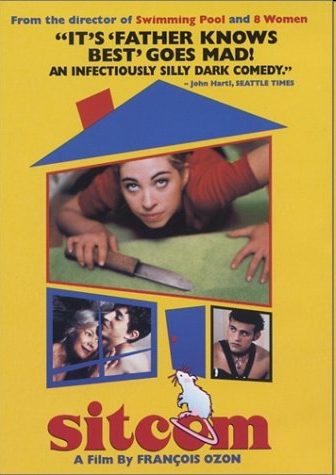 From the director of Swimming Pool and 8 Women
“IT’S ‘FATHER KNOWS
BEST’ GOES MAD!
AN INFECTIOUSLY SILLY DARK COMEDY.”
– John Hartl, SEATTLE TIMES
sitcom
A Film By FRANÇOIS OZON